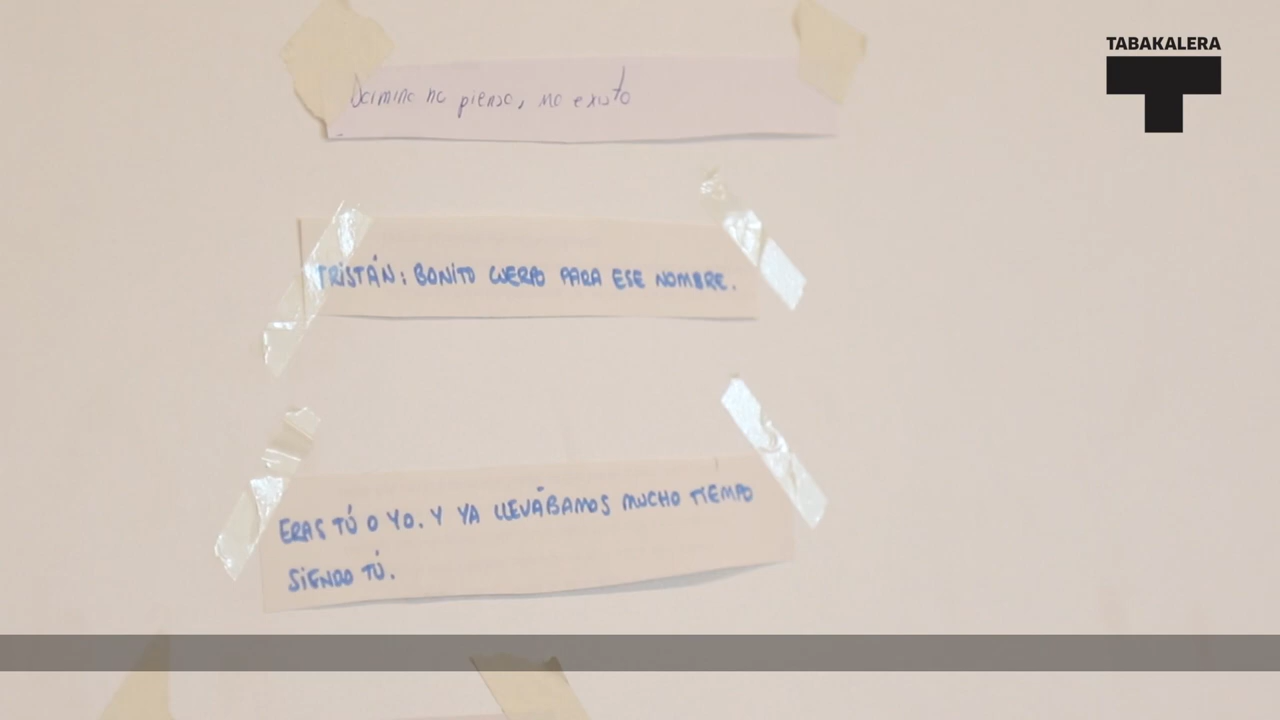 TABAKALERA
no pienso, no existo
TRISTÁN: BONITO CUERPO PARA ESE NOMBRE.
ERAS TÚ O YO. Y YA LLEVÁBAMOS MUCHO TIEMPO
SIENDO TÚ.